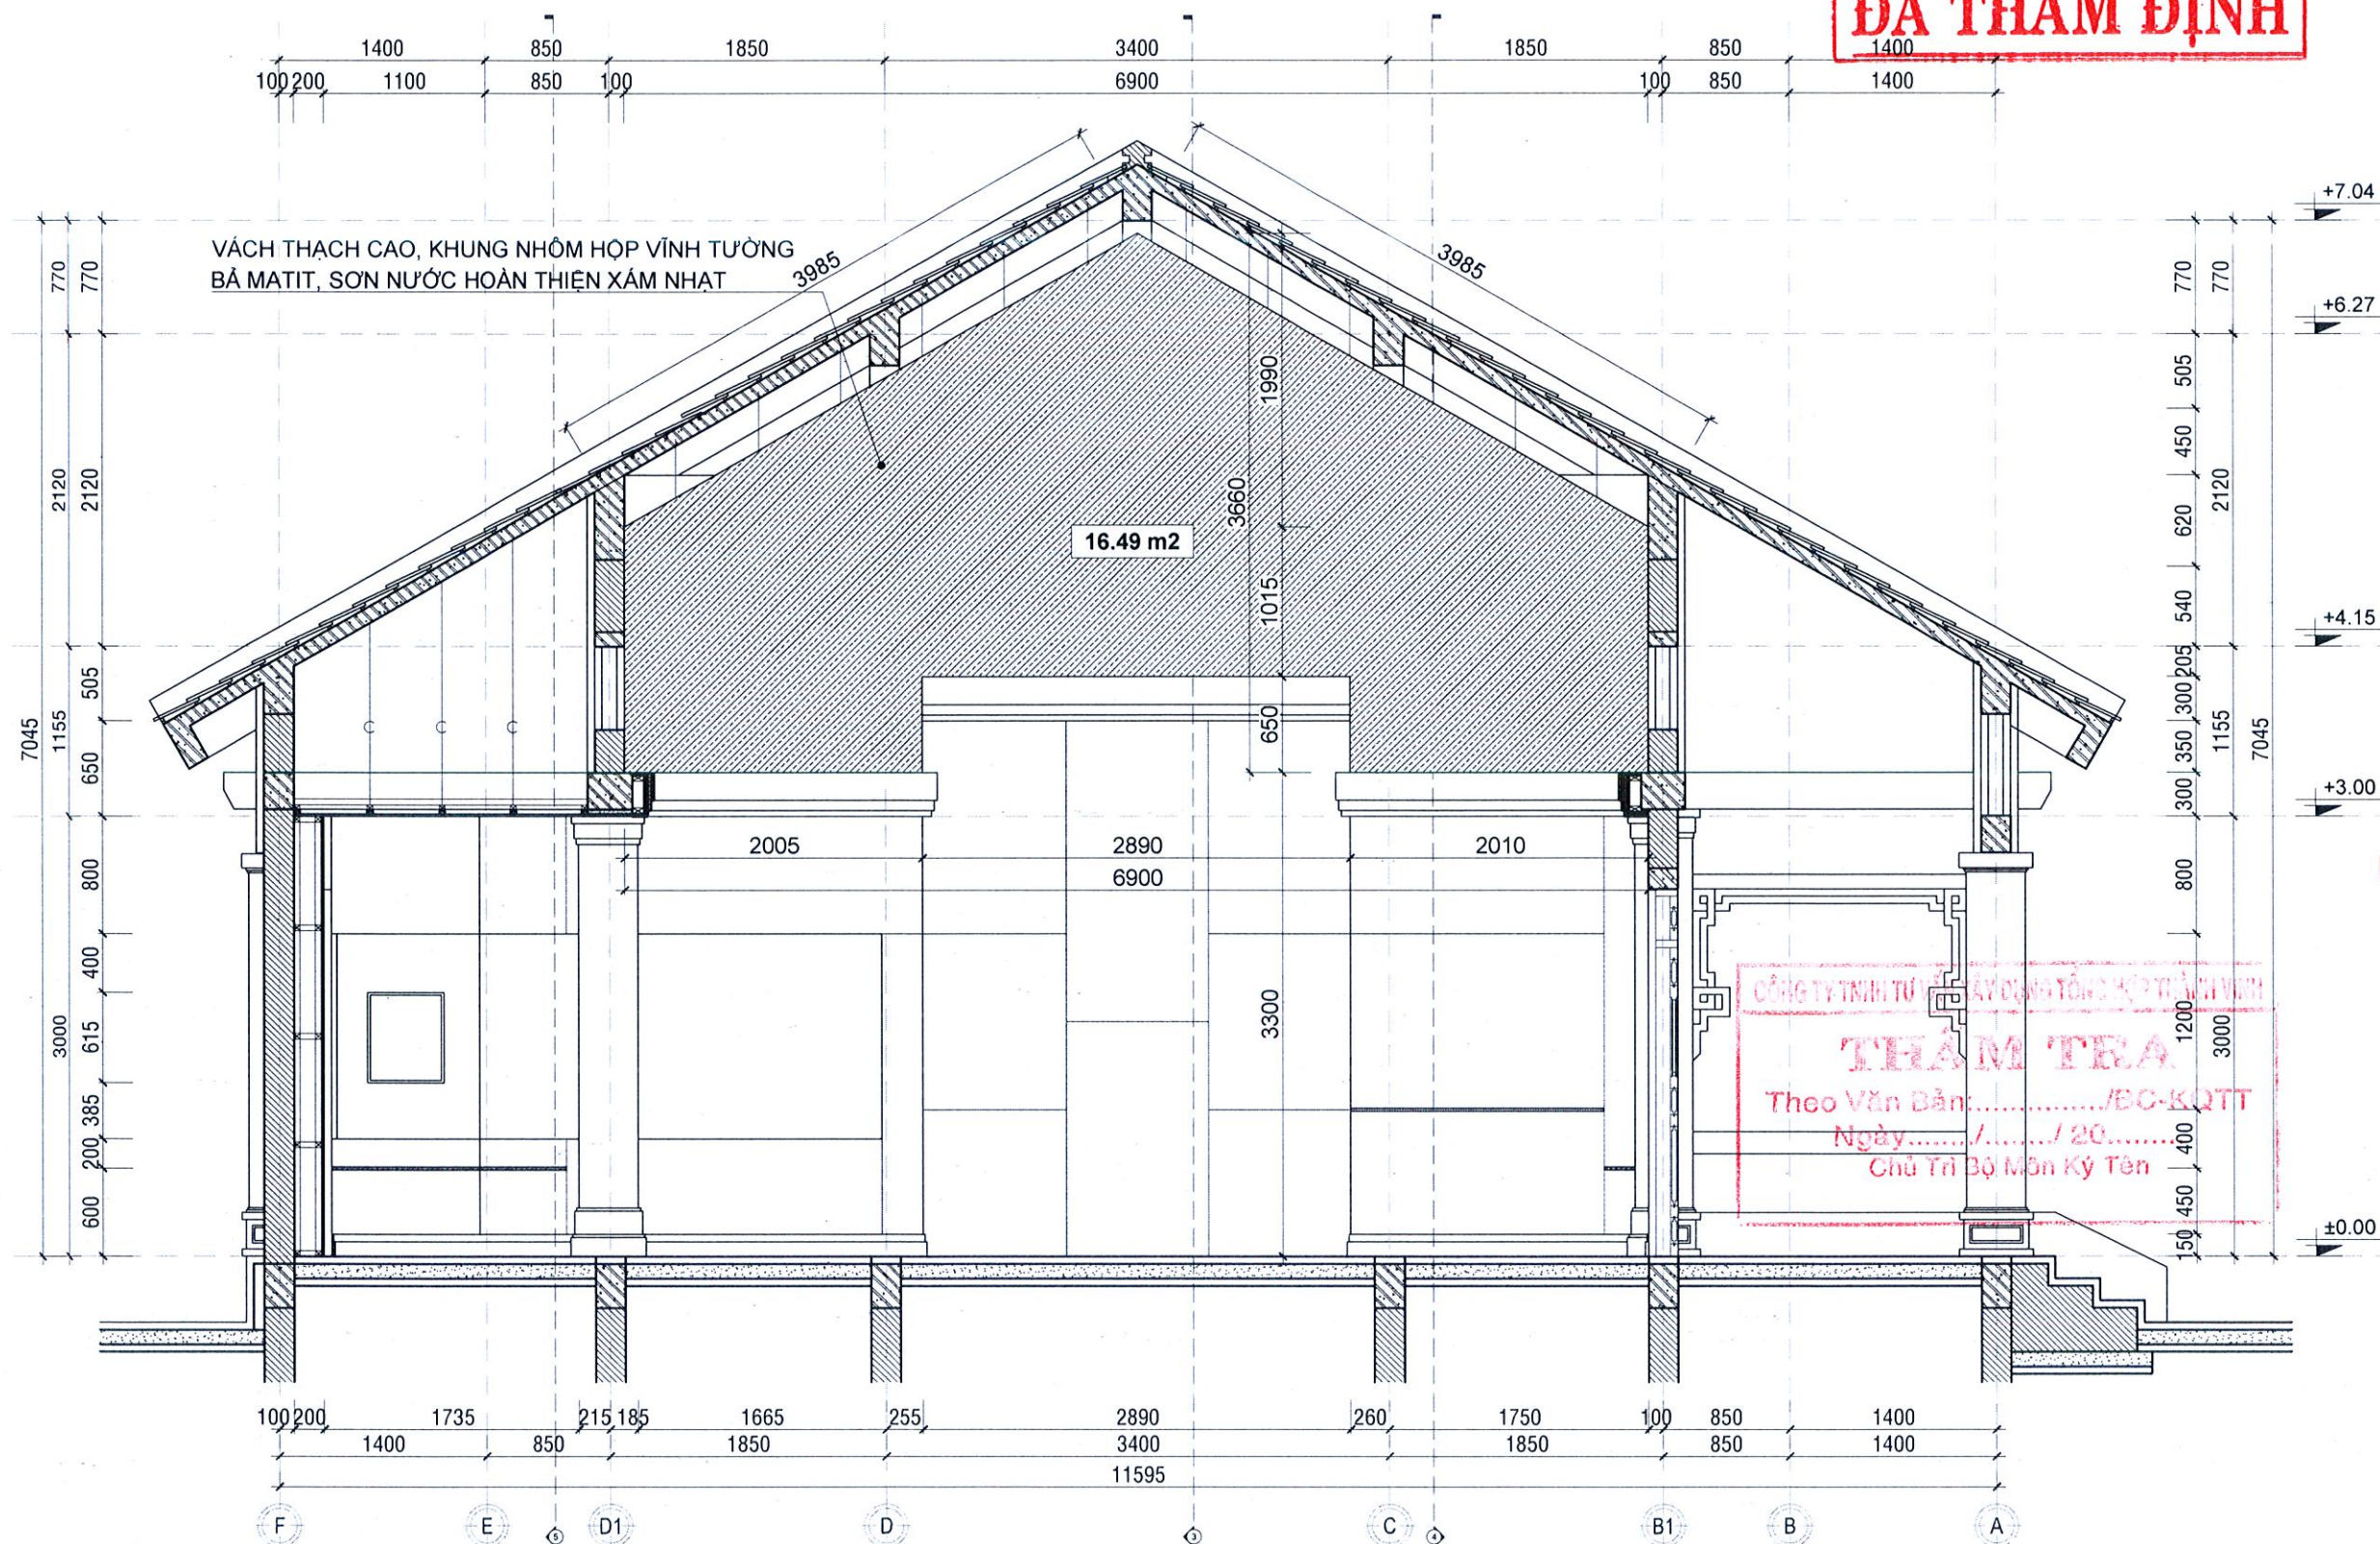 ĐÃ THẨM ĐỊNH
1400 850 1850 3400 1850 850 1400
100 200 1100 850 100 6900 100 850 1400
+7.04
VÁCH THẠCH CAO, KHUNG NHÔM HỘP VĨNH TƯỜNG
BẢ MATIT, SƠN NƯỚC HOÀN THIỆN XÁM NHẠT
3985
3985
770 770
770 770
+6.27
1990
505
450
2120 2120
3660
2120
620
16.49 m2
1015
540
+4.15
505
205
300
7045 1155
650
650
350
1155 7045
300
+3.00
2005 2890 2010
6900
800
800
400
3000
615
3300
CÔNG TY TNHH TƯ VẤN XÂY DỰNG TỔNG HỢP THÀNH VINH
1200
3000
THẨM TRA
385
Theo Văn Bản:................/BC-KQTT
Ngày......../......../ 20.........
400
200
Chủ Trì Bộ Môn Ký Tên
600
450
150
±0.00
100 200 1735 215 185 1665 255 2890 260 1750 100 850 1400
1400 850 1850 3400 1850 850 1400
11595
F E 5 D1 D 3 C 4 B1 B A